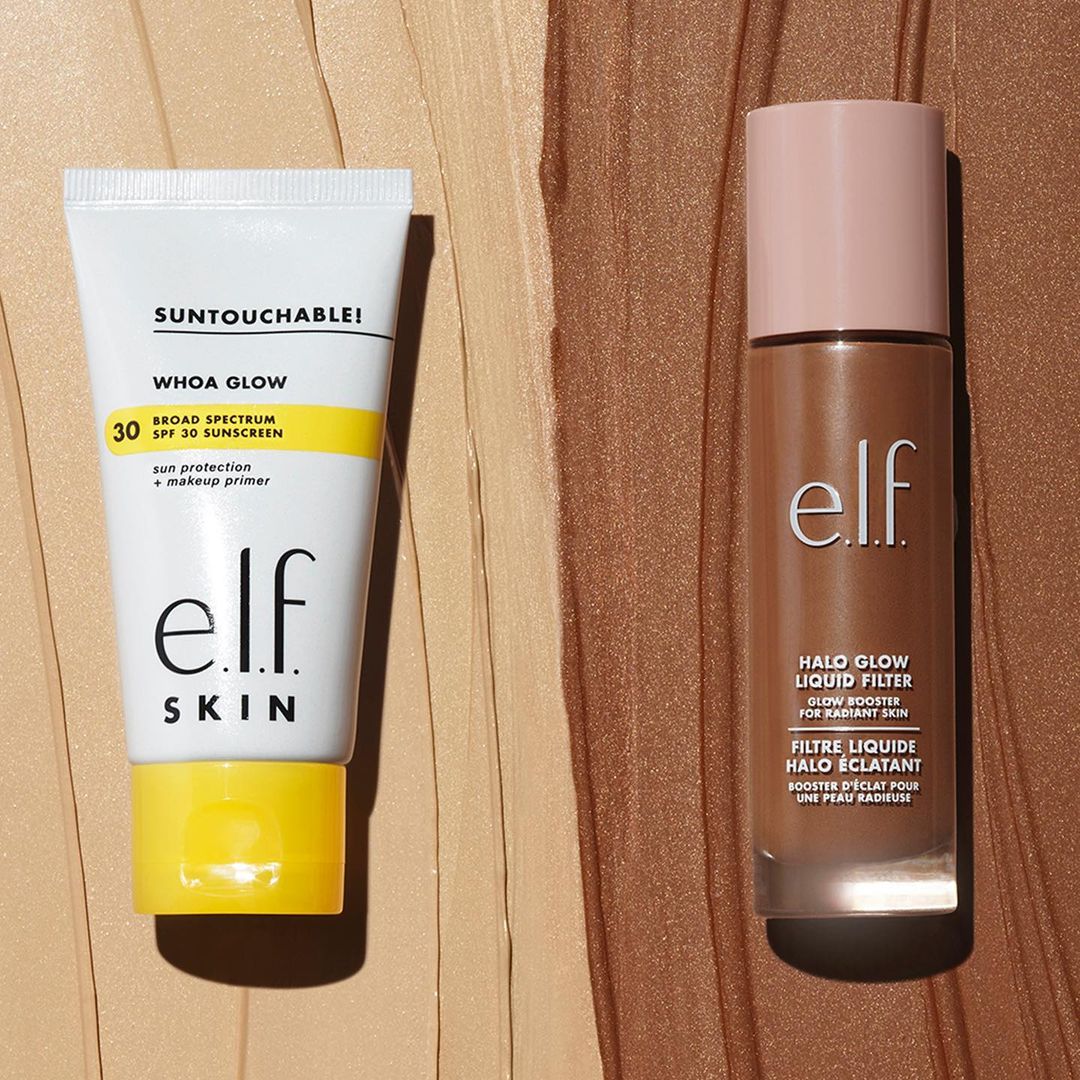 SUNTOUCHABLE!
WHOA GLOW
30
BROAD SPECTRUM
SPF 30 SUNSCREEN
sun protection
+ makeup primer
e.l.f.
SKIN
e.l.f.
HALO GLOW
LIQUID FILTER
GLOW BOOSTER
FOR RADIANT SKIN
FILTRE LIQUIDE
HALO ÉCLATANT
BOOSTER D'ÉCLAT POUR
UNE PEAU RADIEUSE